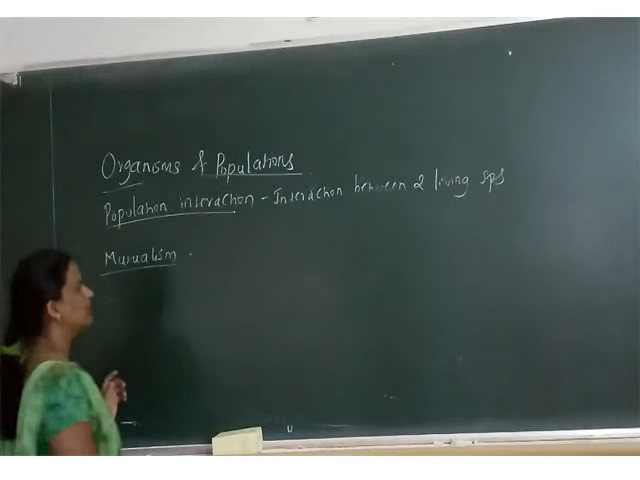 Organisms & Populations
Population interaction - Interaction between 2 living sps
Mutualism